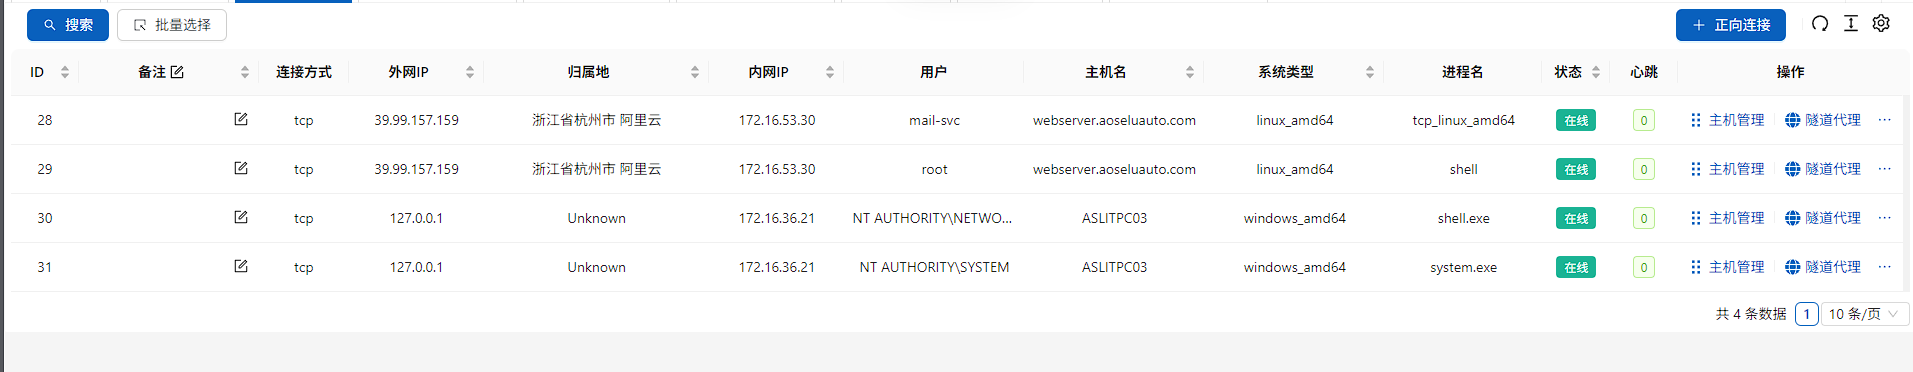 搜索 批量选择 正向连接
ID 备注 连接方式 外网IP 归属地 内网IP 用户 主机名 系统类型 进程名 状态 心跳 操作
28 tcp 39.99.157.159 浙江省杭州市 阿里云 172.16.53.30 mail-svc webserver.aoseluauto.com linux_amd64 tcp_linux_amd64 在线 0 主机管理 隧道代理 ...
29 tcp 39.99.157.159 浙江省杭州市 阿里云 172.16.53.30 root webserver.aoseluauto.com linux_amd64 shell 在线 0 主机管理 隧道代理 ...
30 tcp 127.0.0.1 Unknown 172.16.36.21 NT AUTHORITY\NETWO... ASLITPC03 windows_amd64 shell.exe 在线 0 主机管理 隧道代理 ...
31 tcp 127.0.0.1 Unknown 172.16.36.21 NT AUTHORITY\SYSTEM ASLITPC03 windows_amd64 system.exe 在线 0 主机管理 隧道代理 ...
共 4 条数据 1 10 条/页